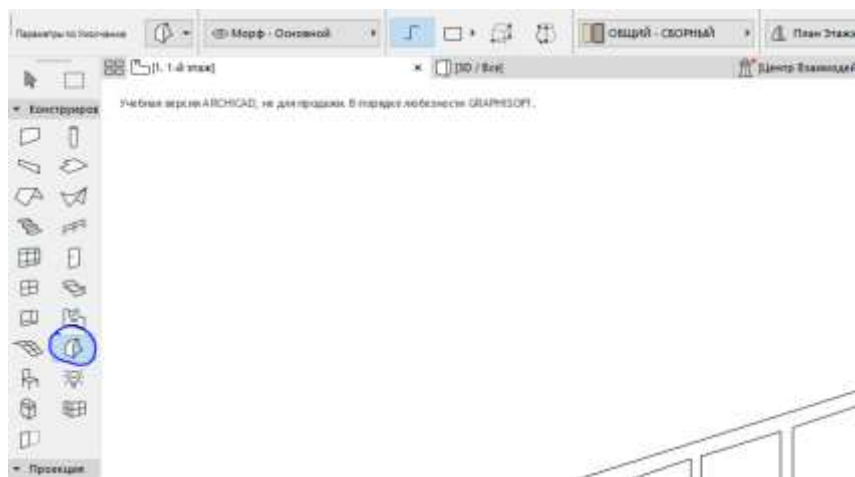 Параметры по Умолчанию
Морф - Основной
ОБЩИЙ - СБОРНЫЙ
План Этажа
[1. 1-й этаж]
[3D / Все]
[Центр Взаимодей
Конструиров
Учебная версия ARCHICAD, не для продажи. В порядке любезности GRAPHISOFT.
Проекция